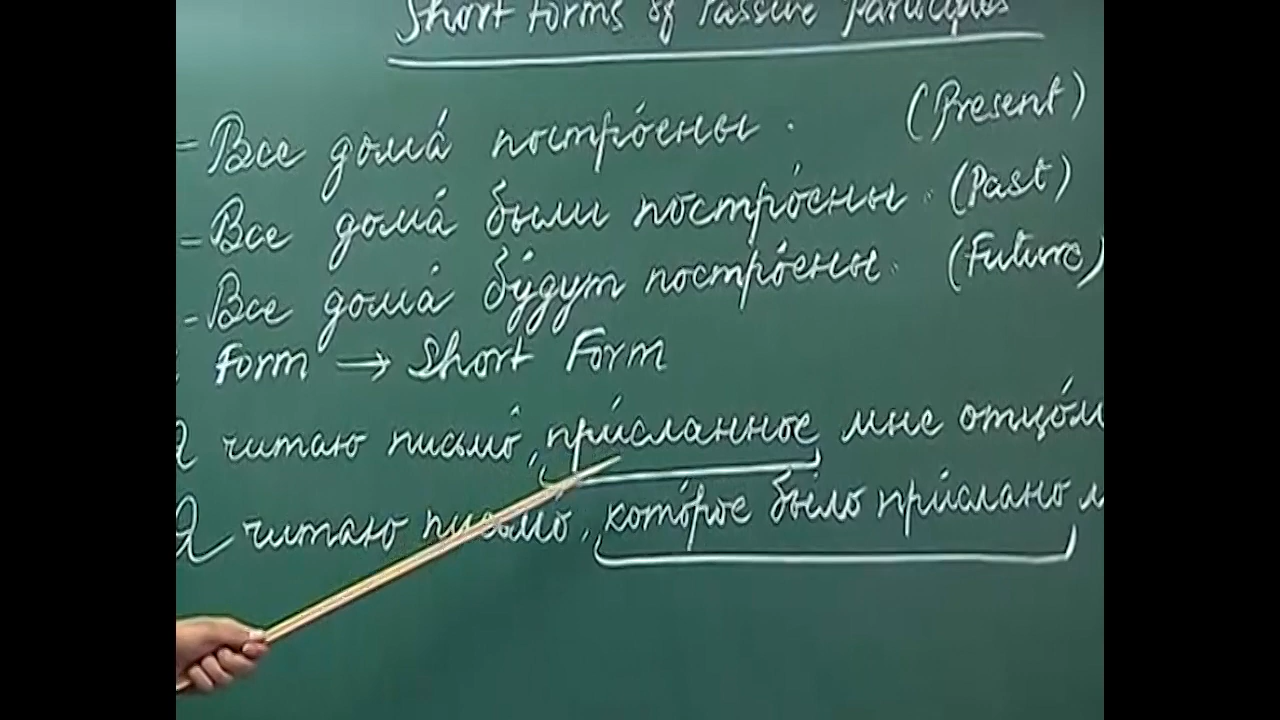 Short forms of Passive Participles
= Все дома́ постро́ены. (Present)
= Все дома́ были постро́ены. (Past)
- Все дома́ бу́дут постро́ены. (Future)
Form → Short Form
Я читаю письмо́, при́сланное мне отцо́м
Я читаю письмо́, кото́рое бы́ло при́слано м